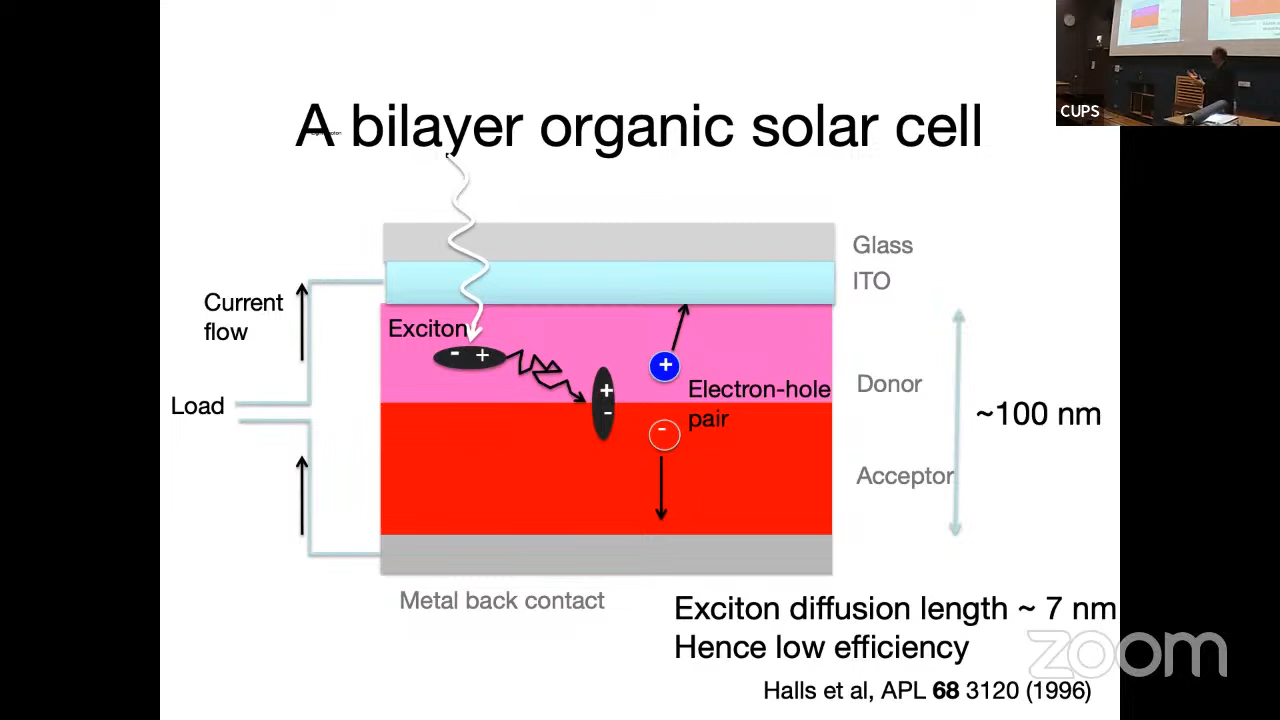 CUPS
A bilayer organic solar cell
Glass
ITO
Current
flow
Exciton
- +
+
-
+
-
Electron-hole
pair
Load
Donor
~100 nm
Acceptor
Metal back contact
Exciton diffusion length ~ 7 nm
Hence low efficiency
zoom
Halls et al, APL 68 3120 (1996)